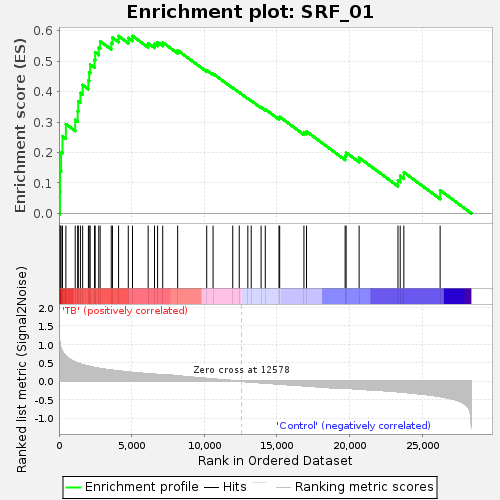 Enrichment plot: SRF_01
Enrichment score (ES)
0.6
0.5
0.4
0.3
0.2
0.1
0.0
'TB' (positively correlated)
Zero cross at 12578
'Control' (negatively correlated)
Ranked list metric (Signal2Noise)
2.0
1.5
1.0
0.5
0.0
-0.5
-1.0
0
5,000
10,000
15,000
20,000
25,000
Rank in Ordered Dataset
Enrichment profile
Hits
Ranking metric scores